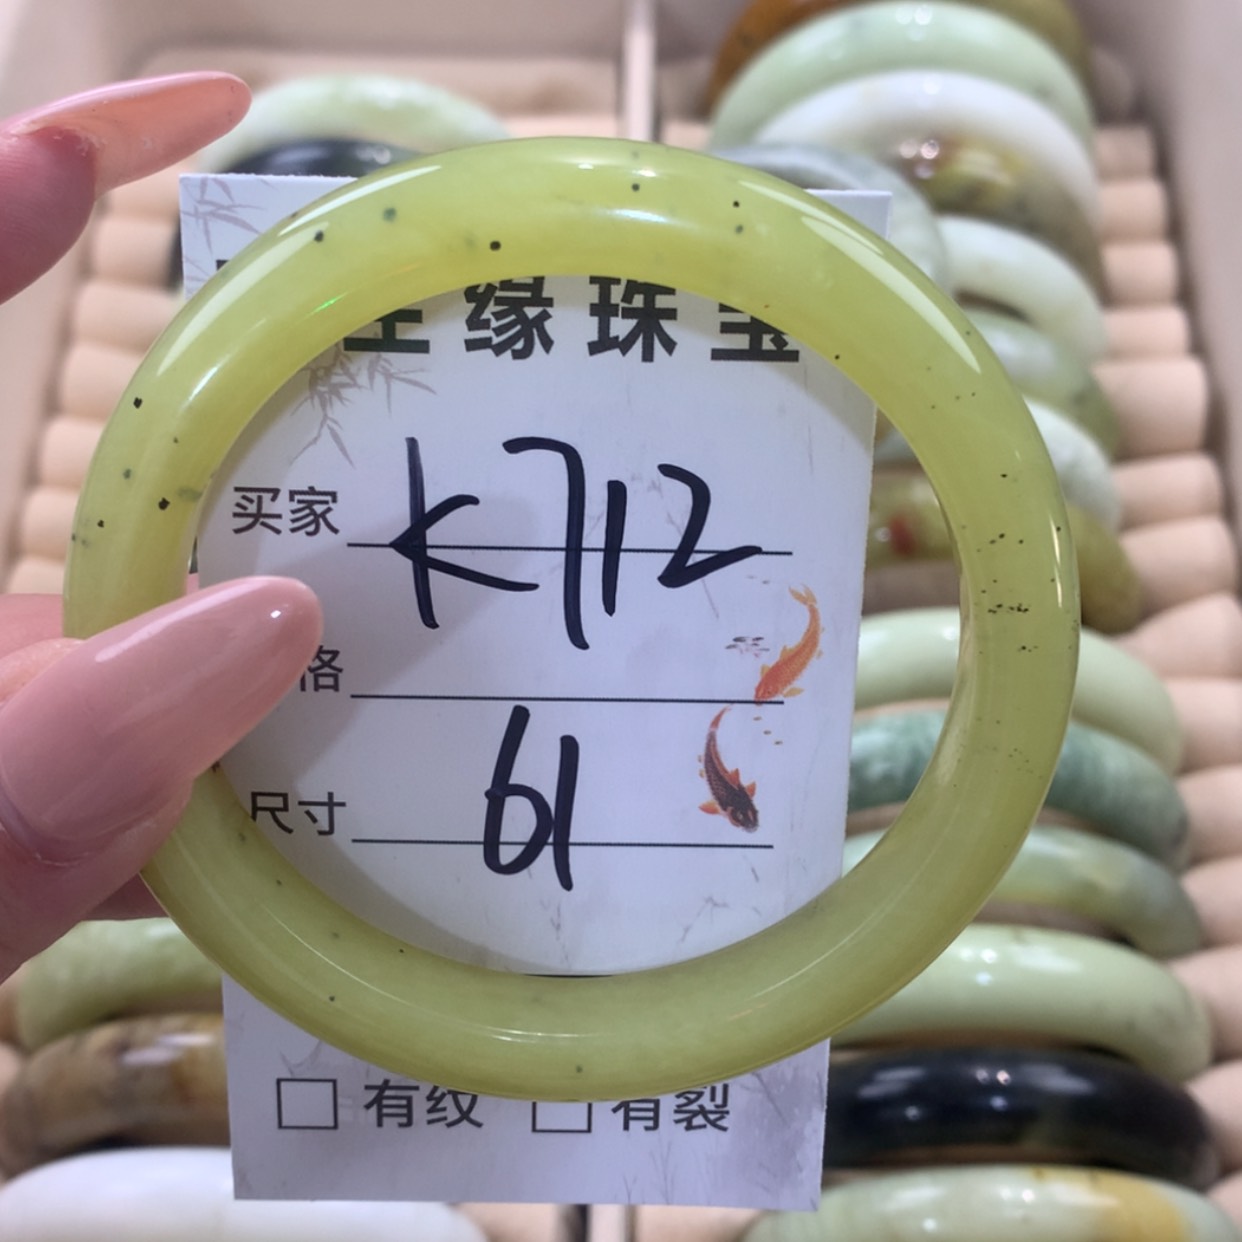 缘珠宝
买家 K712
格
尺寸 61
□ 有纹 □ 有裂